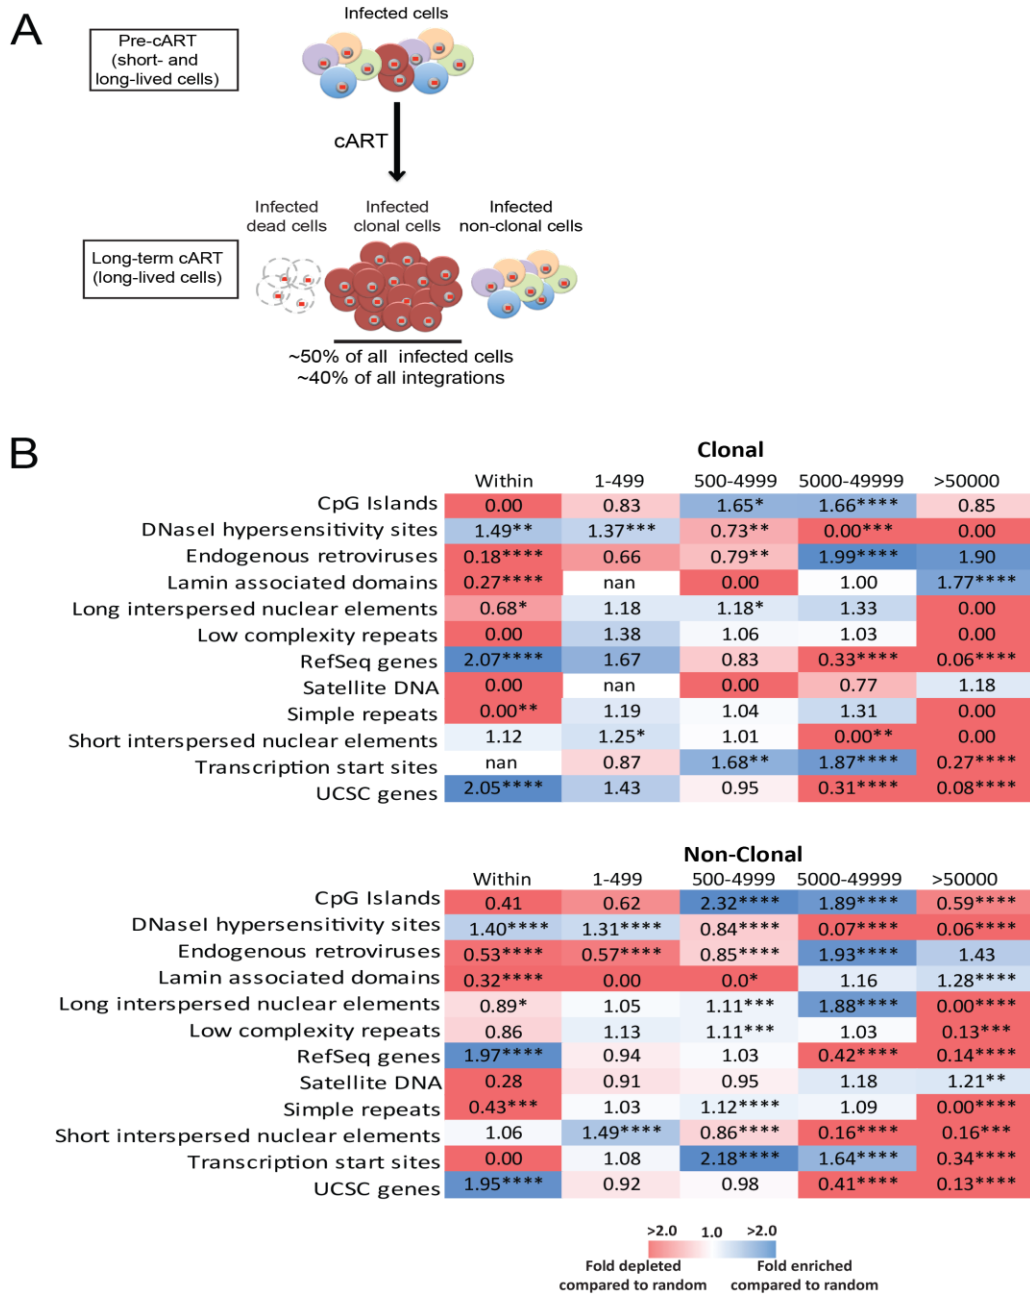 A
Infected cells
Pre-cART
(short- and
long-lived cells)
cART
Infected
dead cells
Infected
clonal cells
Infected
non-clonal cells
Long-term cART
(long-lived cells)
~50% of all infected cells
~40% of all integrations
B
Clonal
Within 1-499 500-4999 5000-49999 >50000
CpG Islands 0.00 0.83 1.65* 1.66**** 0.85
DNaseI hypersensitivity sites 1.49** 1.37*** 0.73** 0.00*** 0.00
Endogenous retroviruses 0.18**** 0.66 0.79** 1.99**** 1.90
Lamin associated domains 0.27**** nan 0.00 1.00 1.77****
Long interspersed nuclear elements 0.68* 1.18 1.18* 1.33 0.00
Low complexity repeats 0.00 1.38 1.06 1.03 0.00
RefSeq genes 2.07**** 1.67 0.83 0.33**** 0.06****
Satellite DNA 0.00 nan 0.00 0.77 1.18
Simple repeats 0.00** 1.19 1.04 1.31 0.00
Short interspersed nuclear elements 1.12 1.25* 1.01 0.00** 0.00
Transcription start sites nan 0.87 1.68** 1.87**** 0.27****
UCSC genes 2.05**** 1.43 0.95 0.31**** 0.08****
Non-Clonal
Within 1-499 500-4999 5000-49999 >50000
CpG Islands 0.41 0.62 2.32**** 1.89**** 0.59****
DNaseI hypersensitivity sites 1.40**** 1.31**** 0.84**** 0.07**** 0.06****
Endogenous retroviruses 0.53**** 0.57**** 0.85**** 1.93**** 1.43
Lamin associated domains 0.32**** 0.00 0.0* 1.16 1.28****
Long interspersed nuclear elements 0.89* 1.05 1.11*** 1.88**** 0.00****
Low complexity repeats 0.86 1.13 1.11*** 1.03 0.13***
RefSeq genes 1.97**** 0.94 1.03 0.42**** 0.14****
Satellite DNA 0.28 0.91 0.95 1.18 1.21**
Simple repeats 0.43*** 1.03 1.12**** 1.09 0.00****
Short interspersed nuclear elements 1.06 1.49**** 0.86**** 0.16**** 0.16***
Transcription start sites 0.00 1.08 2.18**** 1.64**** 0.34****
UCSC genes 1.95**** 0.92 0.98 0.41**** 0.13****
>2.0 1.0 >2.0
Fold depleted
compared to random
Fold enriched
compared to random